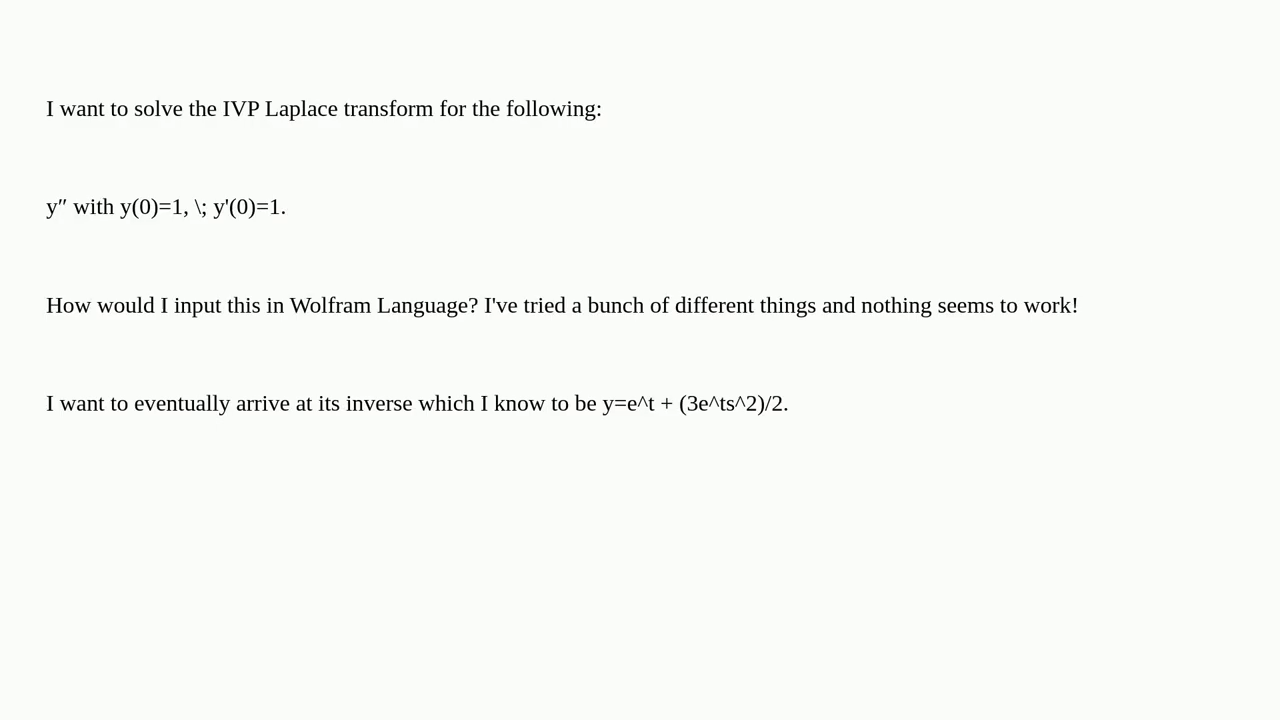 I want to solve the IVP Laplace transform for the following:
y″ with y(0)=1, \; y'(0)=1.
How would I input this in Wolfram Language? I've tried a bunch of different things and nothing seems to work!
I want to eventually arrive at its inverse which I know to be y=e^t + (3e^ts^2)/2.